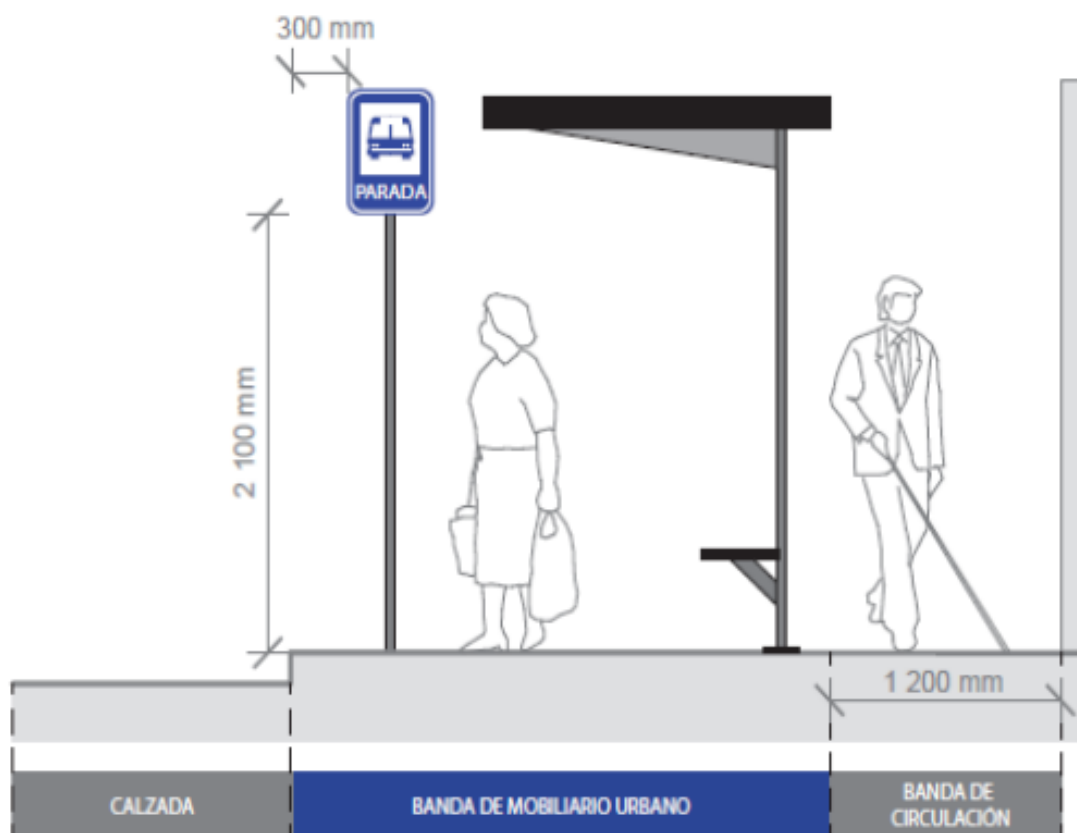 300 mm
PARADA
2 100 mm
1 200 mm
CALZADA
BANDA DE MOBILIARIO URBANO
BANDA DE
CIRCULACIÓN